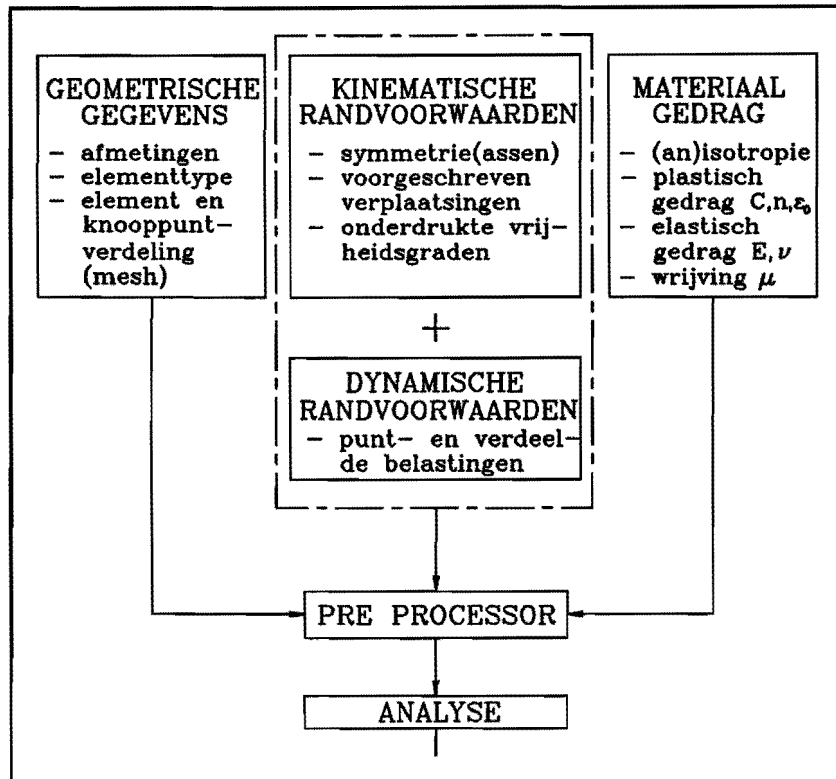 GEOMETRISCHE
GEGEVENS
- afmetingen
- elementtype
- element en
knooppunt-
verdeling
(mesh)
KINEMATISCHE
RANDVOORWAARDEN
- symmetrie(assen)
- voorgeschreven
verplaatsingen
- onderdrukte vrij-
heidsgraden
+
DYNAMISCHE
RANDVOORWAARDEN
- punt- en verdeel-
de belastingen
MATERIAAL
GEDRAG
- (an)isotropie
- plastisch
gedrag C,n,ε₀
- elastisch
gedrag E,ν
- wrijving μ
PRE PROCESSOR
ANALYSE